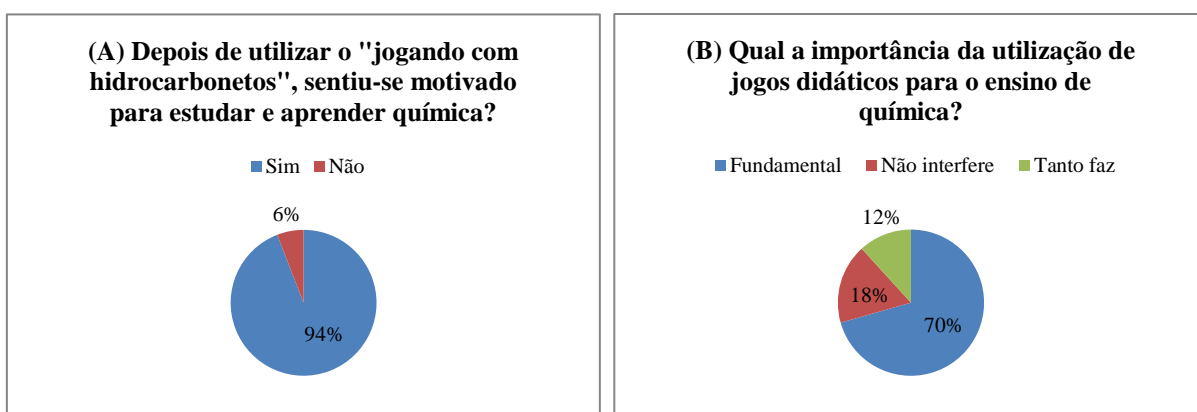 (A) Depois de utilizar o "jogando com
hidrocarbonetos", sentiu-se motivado
para estudar e aprender química?
Sim Não
6%
94%
(B) Qual a importância da utilização de
jogos didáticos para o ensino de
química?
Fundamental Não interfere Tanto faz
12%
18%
70%